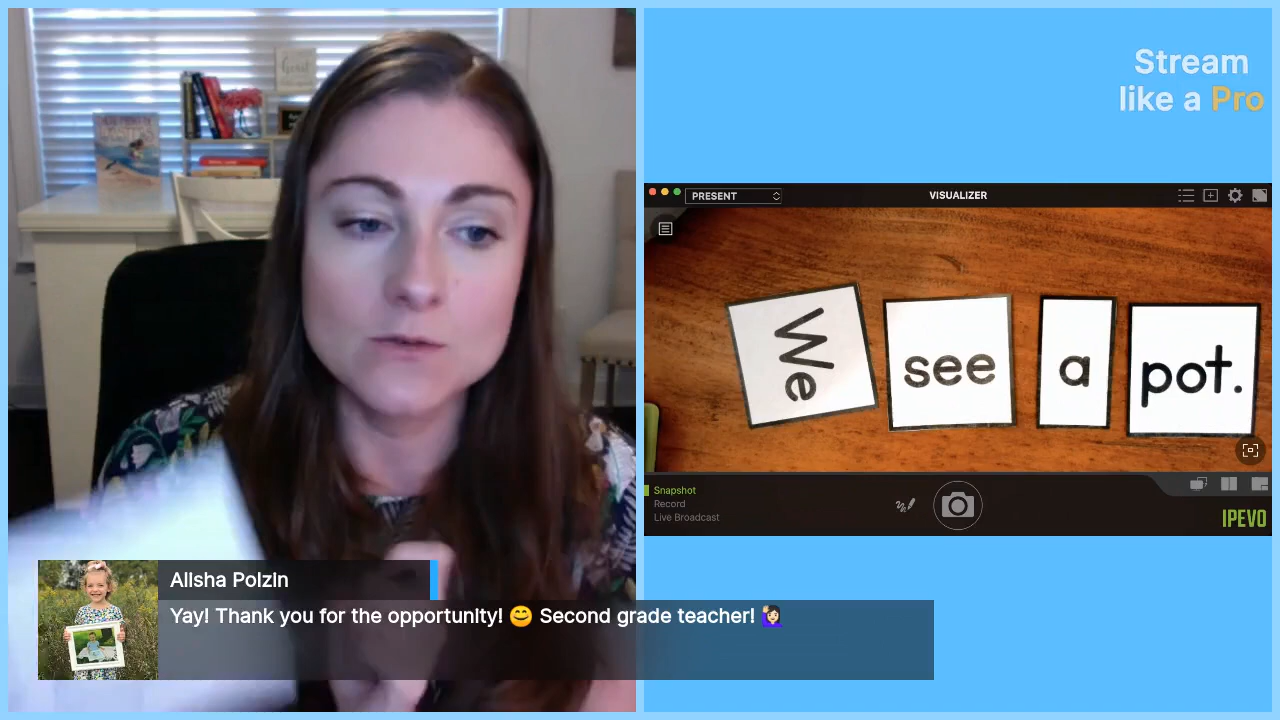 Stream
like a Pro
PRESENT
VISUALIZER
We see a pot.
Snapshot
Record
Live Broadcast
IPEVO
Alisha Polzin
Yay! Thank you for the opportunity! 😊 Second grade teacher! 🙋🏻‍♀️